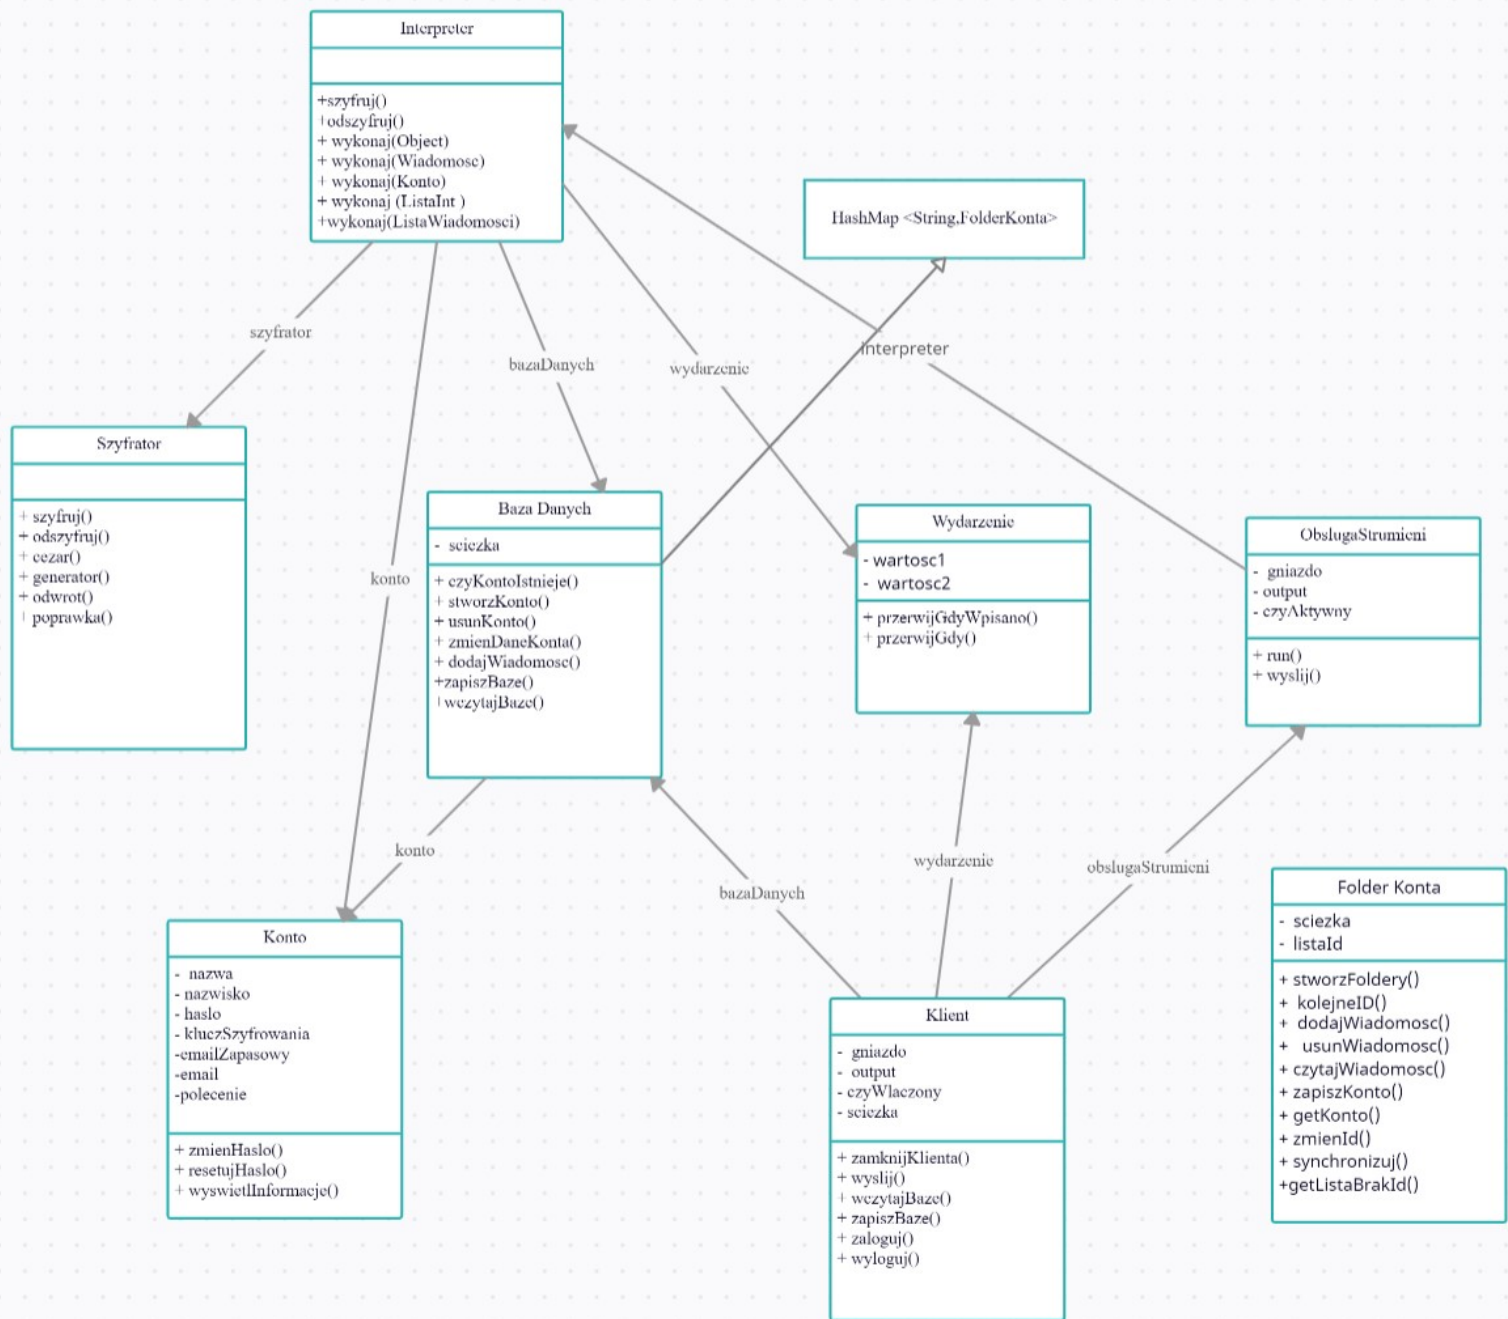 Interpreter
+szyfruj()
+odszyfruj()
+ wykonaj(Object)
+ wykonaj(Wiadomosc)
+ wykonaj(Konto)
+ wykonaj (ListaInt )
+wykonaj(ListaWiadomosci)
HashMap <String,FolderKonta>
szyfrator
bazaDanych
wydarzenie
interpreter
Szyfrator
+ szyfruj()
+ odszyfruj()
+ cezar()
+ generator()
+ odwrot()
+ poprawka()
konto
Baza Danych
- sciezka
+ czyKontoIstnieje()
+ stworzKonto()
+ usunKonto()
+ zmienDaneKonta()
+ dodajWiadomosc()
+zapiszBaze()
+wczytajBaze()
Wydarzenie
- wartosc1
- wartosc2
+ przerwijGdyWpisano()
+ przerwijGdy()
ObslugaStrumieni
- gniazdo
- output
- czyAktywny
+ run()
+ wyslij()
konto
bazaDanych
wydarzenie
obslugaStrumieni
Konto
- nazwa
- nazwisko
- haslo
- kluczSzyfrowania
-emailZapasowy
-email
-polecenie
+ zmienHaslo()
+ resetujHaslo()
+ wyswietlInformacje()
Klient
- gniazdo
- output
- czyWlaczony
- sciezka
+ zamknijKlienta()
+ wyslij()
+ wczytajBaze()
+ zapiszBaze()
+ zaloguj()
+ wyloguj()
Folder Konta
- sciezka
- listaId
+ stworzFoldery()
+ kolejneID()
+ dodajWiadomosc()
+ usunWiadomosc()
+ czytajWiadomosc()
+ zapiszKonto()
+ getKonto()
+ zmienId()
+ synchronizuj()
+getListaBrakId()